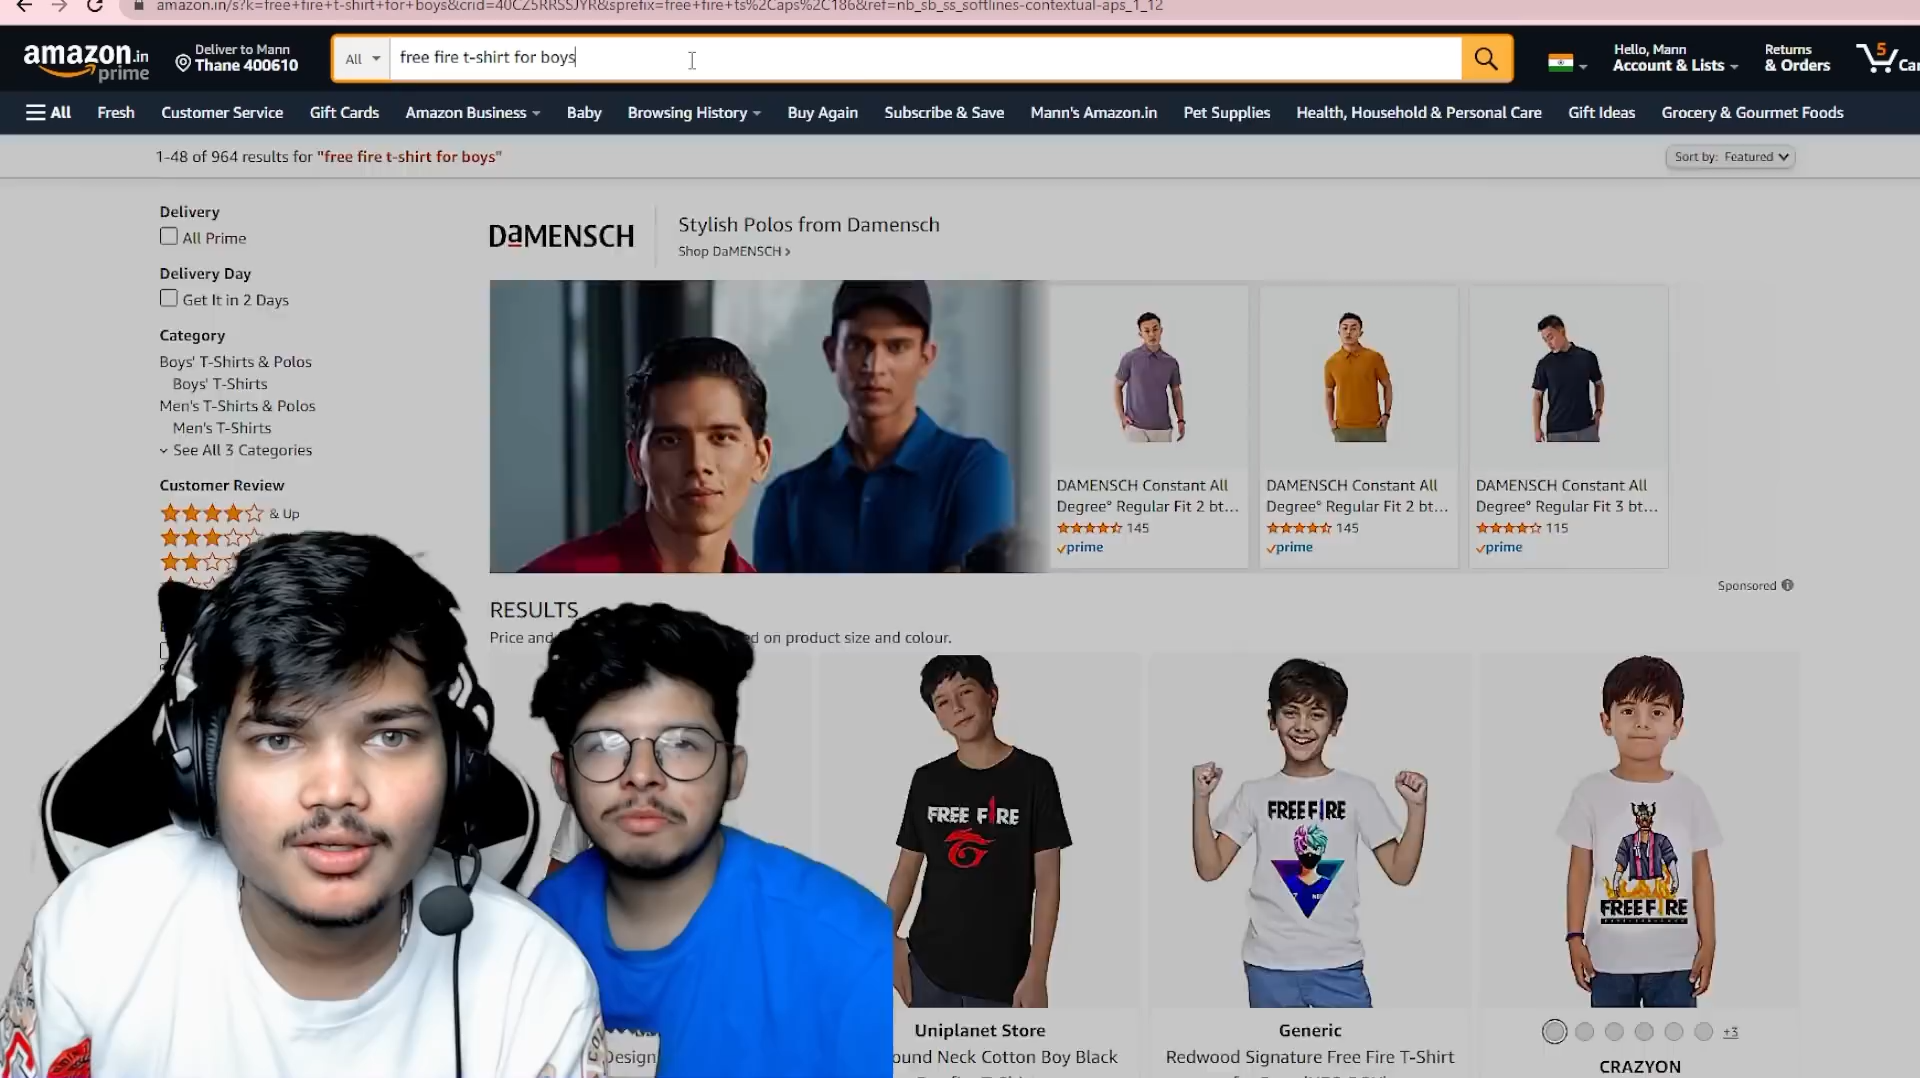 amazon.in/s?k=free+fire+t-shirt+for+boys&crid=40CZ5RRSSJYR&sprefix=free+fire+ts%2Caps%2C186&ref=nb_sb_ss_softlines-contextual-aps_1_12
amazon.in
prime
Deliver to Mann
Thane 400610
All
free fire t-shirt for boys
Hello, Mann
Account & Lists
Returns
& Orders
5
All
Fresh
Customer Service
Gift Cards
Amazon Business
Baby
Browsing History
Buy Again
Subscribe & Save
Mann's Amazon.in
Pet Supplies
Health, Household & Personal Care
Gift Ideas
Grocery & Gourmet Foods
1-48 of 964 results for "free fire t-shirt for boys"
Sort by: Featured
Delivery
All Prime
Delivery Day
Get It in 2 Days
Category
Boys' T-Shirts & Polos
Boys' T-Shirts
Men's T-Shirts & Polos
Men's T-Shirts
See All 3 Categories
Customer Review
& Up
DaMENSCH
Stylish Polos from Damensch
Shop DaMENSCH ›
DAMENSCH Constant All
Degree° Regular Fit 2 bt...
145
prime
DAMENSCH Constant All
Degree° Regular Fit 2 bt...
145
prime
DAMENSCH Constant All
Degree° Regular Fit 3 bt...
115
prime
Sponsored
RESULTS
Price and
on product size and colour.
FREE FIRE
FREE FIRE
FREE FIRE
Design
Uniplanet Store
Neck Cotton Boy Black
Generic
Redwood Signature Free Fire T-Shirt
+3
CRAZYON